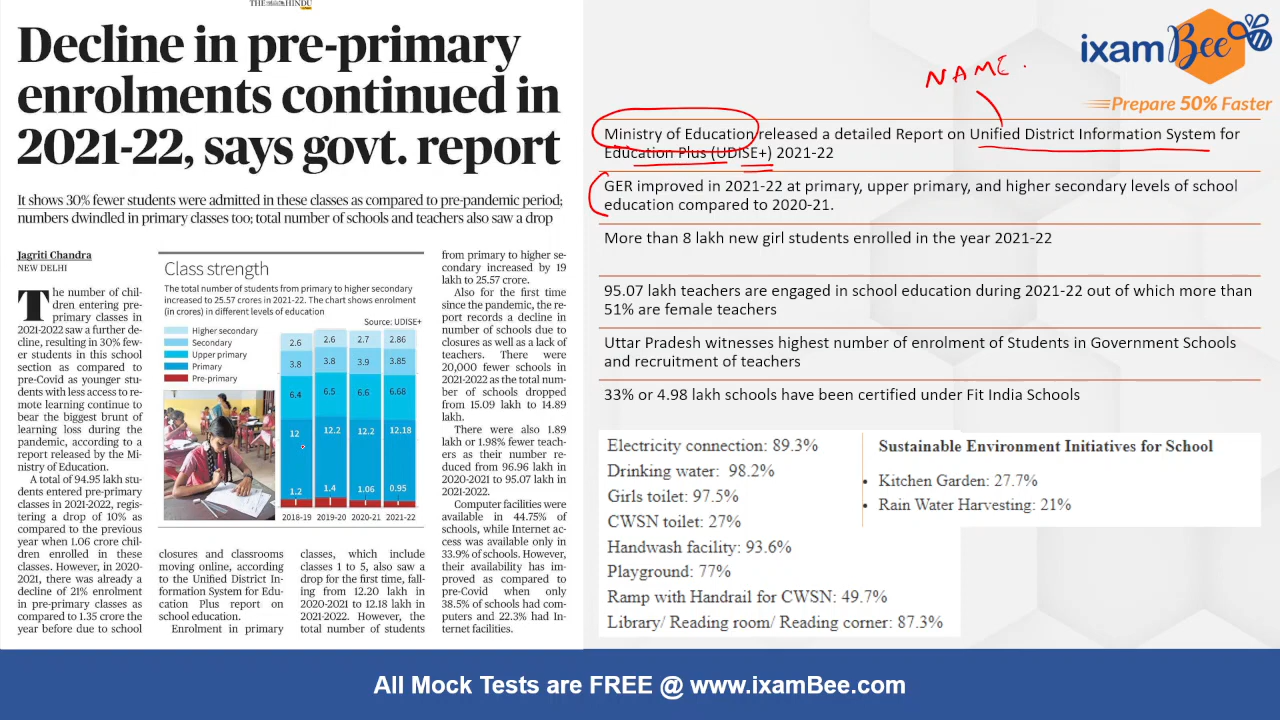 THE HINDU
Decline in pre-primary
enrolments continued in
2021-22, says govt. report
It shows 30% fewer students were admitted in these classes as compared to pre-pandemic period;
numbers dwindled in primary classes too; total number of schools and teachers also saw a drop
Jagriti Chandra
NEW DELHI
The number of chil-
dren entering pre-
primary classes in
2021-2022 saw a further de-
cline, resulting in 30% few-
er students in this school
section as compared to
pre-Covid as younger stu-
dents with less access to re-
mote learning continue to
bear the biggest brunt of
learning loss during the
pandemic, according to a
report released by the Mi-
nistry of Education.
A total of 94.95 lakh stu-
dents entered pre-primary
classes in 2021-2022, regis-
tering a drop of 10% as
compared to the previous
year when 1.06 crore chil-
dren enrolled in these
classes. However, in 2020-
2021, there was already a
decline of 21% enrolment
in pre-primary classes as
compared to 1.35 crore the
year before due to school
Class strength
The total number of students from primary to higher secondary
increased to 25.57 crores in 2021-22. The chart shows enrolment
(in crores) in different levels of education
Source: UDISE+
Higher secondary
Secondary
Upper primary
Primary
Pre-primary
2.6 2.6 2.7 2.86
3.8 3.8 3.9 3.85
6.4 6.5 6.6 6.68
12 12.2 12.2 12.18
1.2 1.4 1.06 0.95
2018-19 2019-20 2020-21 2021-22
closures and classrooms
moving online, according
to the Unified District In-
formation System for Edu-
cation Plus report on
school education.
Enrolment in primary
classes, which include
classes 1 to 5, also saw a
drop for the first time, fall-
ing from 12.20 lakh in
2020-2021 to 12.18 lakh in
2021-2022. However, the
total number of students
from primary to higher se-
condary increased by 19
lakh to 25.57 crore.
Also for the first time
since the pandemic, the re-
port records a decline in
number of schools due to
closures as well as a lack of
teachers. There were
20,000 fewer schools in
2021-2022 as the total num-
ber of schools dropped
from 15.09 lakh to 14.89
lakh.
There were also 1.89
lakh or 1.98% fewer teach-
ers as their number re-
duced from 96.96 lakh in
2020-2021 to 95.07 lakh in
2021-2022.
Computer facilities were
available in 44.75% of
schools, while Internet ac-
cess was available only in
33.9% of schools. However,
their availability has im-
proved as compared to
pre-Covid when only
38.5% of schools had com-
puters and 22.3% had In-
ternet facilities.
ixamBee
Prepare 50% Faster
NAME.
Ministry of Education released a detailed Report on Unified District Information System for
Education Plus (UDISE+) 2021-22
GER improved in 2021-22 at primary, upper primary, and higher secondary levels of school
education compared to 2020-21.
More than 8 lakh new girl students enrolled in the year 2021-22
95.07 lakh teachers are engaged in school education during 2021-22 out of which more than
51% are female teachers
Uttar Pradesh witnesses highest number of enrolment of Students in Government Schools
and recruitment of teachers
33% or 4.98 lakh schools have been certified under Fit India Schools
Electricity connection: 89.3%
Drinking water: 98.2%
Girls toilet: 97.5%
CWSN toilet: 27%
Handwash facility: 93.6%
Playground: 77%
Ramp with Handrail for CWSN: 49.7%
Library/ Reading room/ Reading corner: 87.3%
Sustainable Environment Initiatives for School
• Kitchen Garden: 27.7%
• Rain Water Harvesting: 21%
All Mock Tests are FREE @ www.ixamBee.com